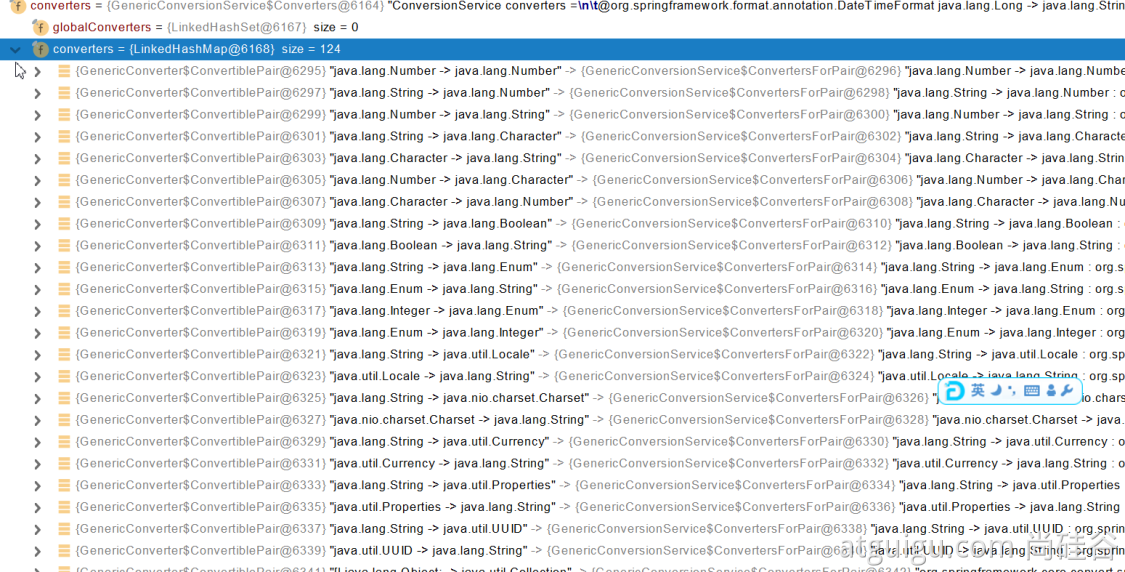 f converters = {GenericConversionService$Converters@6164} "ConversionService converters =\n\t@org.springframework.format.annotation.DateTimeFormat java.lang.Long -> java.lang.Strin
f globalConverters = {LinkedHashSet@6167} size = 0
f converters = {LinkedHashMap@6168} size = 124
{GenericConverter$ConvertiblePair@6295} "java.lang.Number -> java.lang.Number" -> {GenericConversionService$ConvertersForPair@6296} "java.lang.Number -> java.lang.Numbe
{GenericConverter$ConvertiblePair@6297} "java.lang.String -> java.lang.Number" -> {GenericConversionService$ConvertersForPair@6298} "java.lang.String -> java.lang.Number : o
{GenericConverter$ConvertiblePair@6299} "java.lang.Number -> java.lang.String" -> {GenericConversionService$ConvertersForPair@6300} "java.lang.Number -> java.lang.String : o
{GenericConverter$ConvertiblePair@6301} "java.lang.String -> java.lang.Character" -> {GenericConversionService$ConvertersForPair@6302} "java.lang.String -> java.lang.Characte
{GenericConverter$ConvertiblePair@6303} "java.lang.Character -> java.lang.String" -> {GenericConversionService$ConvertersForPair@6304} "java.lang.Character -> java.lang.Strin
{GenericConverter$ConvertiblePair@6305} "java.lang.Number -> java.lang.Character" -> {GenericConversionService$ConvertersForPair@6306} "java.lang.Number -> java.lang.Char
{GenericConverter$ConvertiblePair@6307} "java.lang.Character -> java.lang.Number" -> {GenericConversionService$ConvertersForPair@6308} "java.lang.Character -> java.lang.Nu
{GenericConverter$ConvertiblePair@6309} "java.lang.String -> java.lang.Boolean" -> {GenericConversionService$ConvertersForPair@6310} "java.lang.String -> java.lang.Boolean :
{GenericConverter$ConvertiblePair@6311} "java.lang.Boolean -> java.lang.String" -> {GenericConversionService$ConvertersForPair@6312} "java.lang.Boolean -> java.lang.String :
{GenericConverter$ConvertiblePair@6313} "java.lang.String -> java.lang.Enum" -> {GenericConversionService$ConvertersForPair@6314} "java.lang.String -> java.lang.Enum : org.s
{GenericConverter$ConvertiblePair@6315} "java.lang.Enum -> java.lang.String" -> {GenericConversionService$ConvertersForPair@6316} "java.lang.Enum -> java.lang.String : org.s
{GenericConverter$ConvertiblePair@6317} "java.lang.Integer -> java.lang.Enum" -> {GenericConversionService$ConvertersForPair@6318} "java.lang.Integer -> java.lang.Enum : org
{GenericConverter$ConvertiblePair@6319} "java.lang.Enum -> java.lang.Integer" -> {GenericConversionService$ConvertersForPair@6320} "java.lang.Enum -> java.lang.Integer : org
{GenericConverter$ConvertiblePair@6321} "java.lang.String -> java.util.Locale" -> {GenericConversionService$ConvertersForPair@6322} "java.lang.String -> java.util.Locale : org.sp
{GenericConverter$ConvertiblePair@6323} "java.util.Locale -> java.lang.String" -> {GenericConversionService$ConvertersForPair@6324} "java.util.Locale -> java.lang.String : org.sp
英
{GenericConverter$ConvertiblePair@6325} "java.lang.String -> java.nio.charset.Charset" -> {GenericConversionService$ConvertersForPair@6326} io.chars
{GenericConverter$ConvertiblePair@6327} "java.nio.charset.Charset -> java.lang.String" -> {GenericConversionService$ConvertersForPair@6328} "java.nio.charset.Charset -> java.
{GenericConverter$ConvertiblePair@6329} "java.lang.String -> java.util.Currency" -> {GenericConversionService$ConvertersForPair@6330} "java.lang.String -> java.util.Currency : o
{GenericConverter$ConvertiblePair@6331} "java.util.Currency -> java.lang.String" -> {GenericConversionService$ConvertersForPair@6332} "java.util.Currency -> java.lang.String : o
{GenericConverter$ConvertiblePair@6333} "java.lang.String -> java.util.Properties" -> {GenericConversionService$ConvertersForPair@6334} "java.lang.String -> java.util.Properties
{GenericConverter$ConvertiblePair@6335} "java.util.Properties -> java.lang.String" -> {GenericConversionService$ConvertersForPair@6336} "java.util.Properties -> java.lang.String
{GenericConverter$ConvertiblePair@6337} "java.lang.String -> java.util.UUID" -> {GenericConversionService$ConvertersForPair@6338} "java.lang.String -> java.util.UUID : org.sprin
{GenericConverter$ConvertiblePair@6339} "java.util.UUID -> java.lang.String" -> {GenericConversionService$ConvertersForPair@6340} "java.util.UUID -> java.lang.String : org.sprin
atguigu.com 尚硅谷